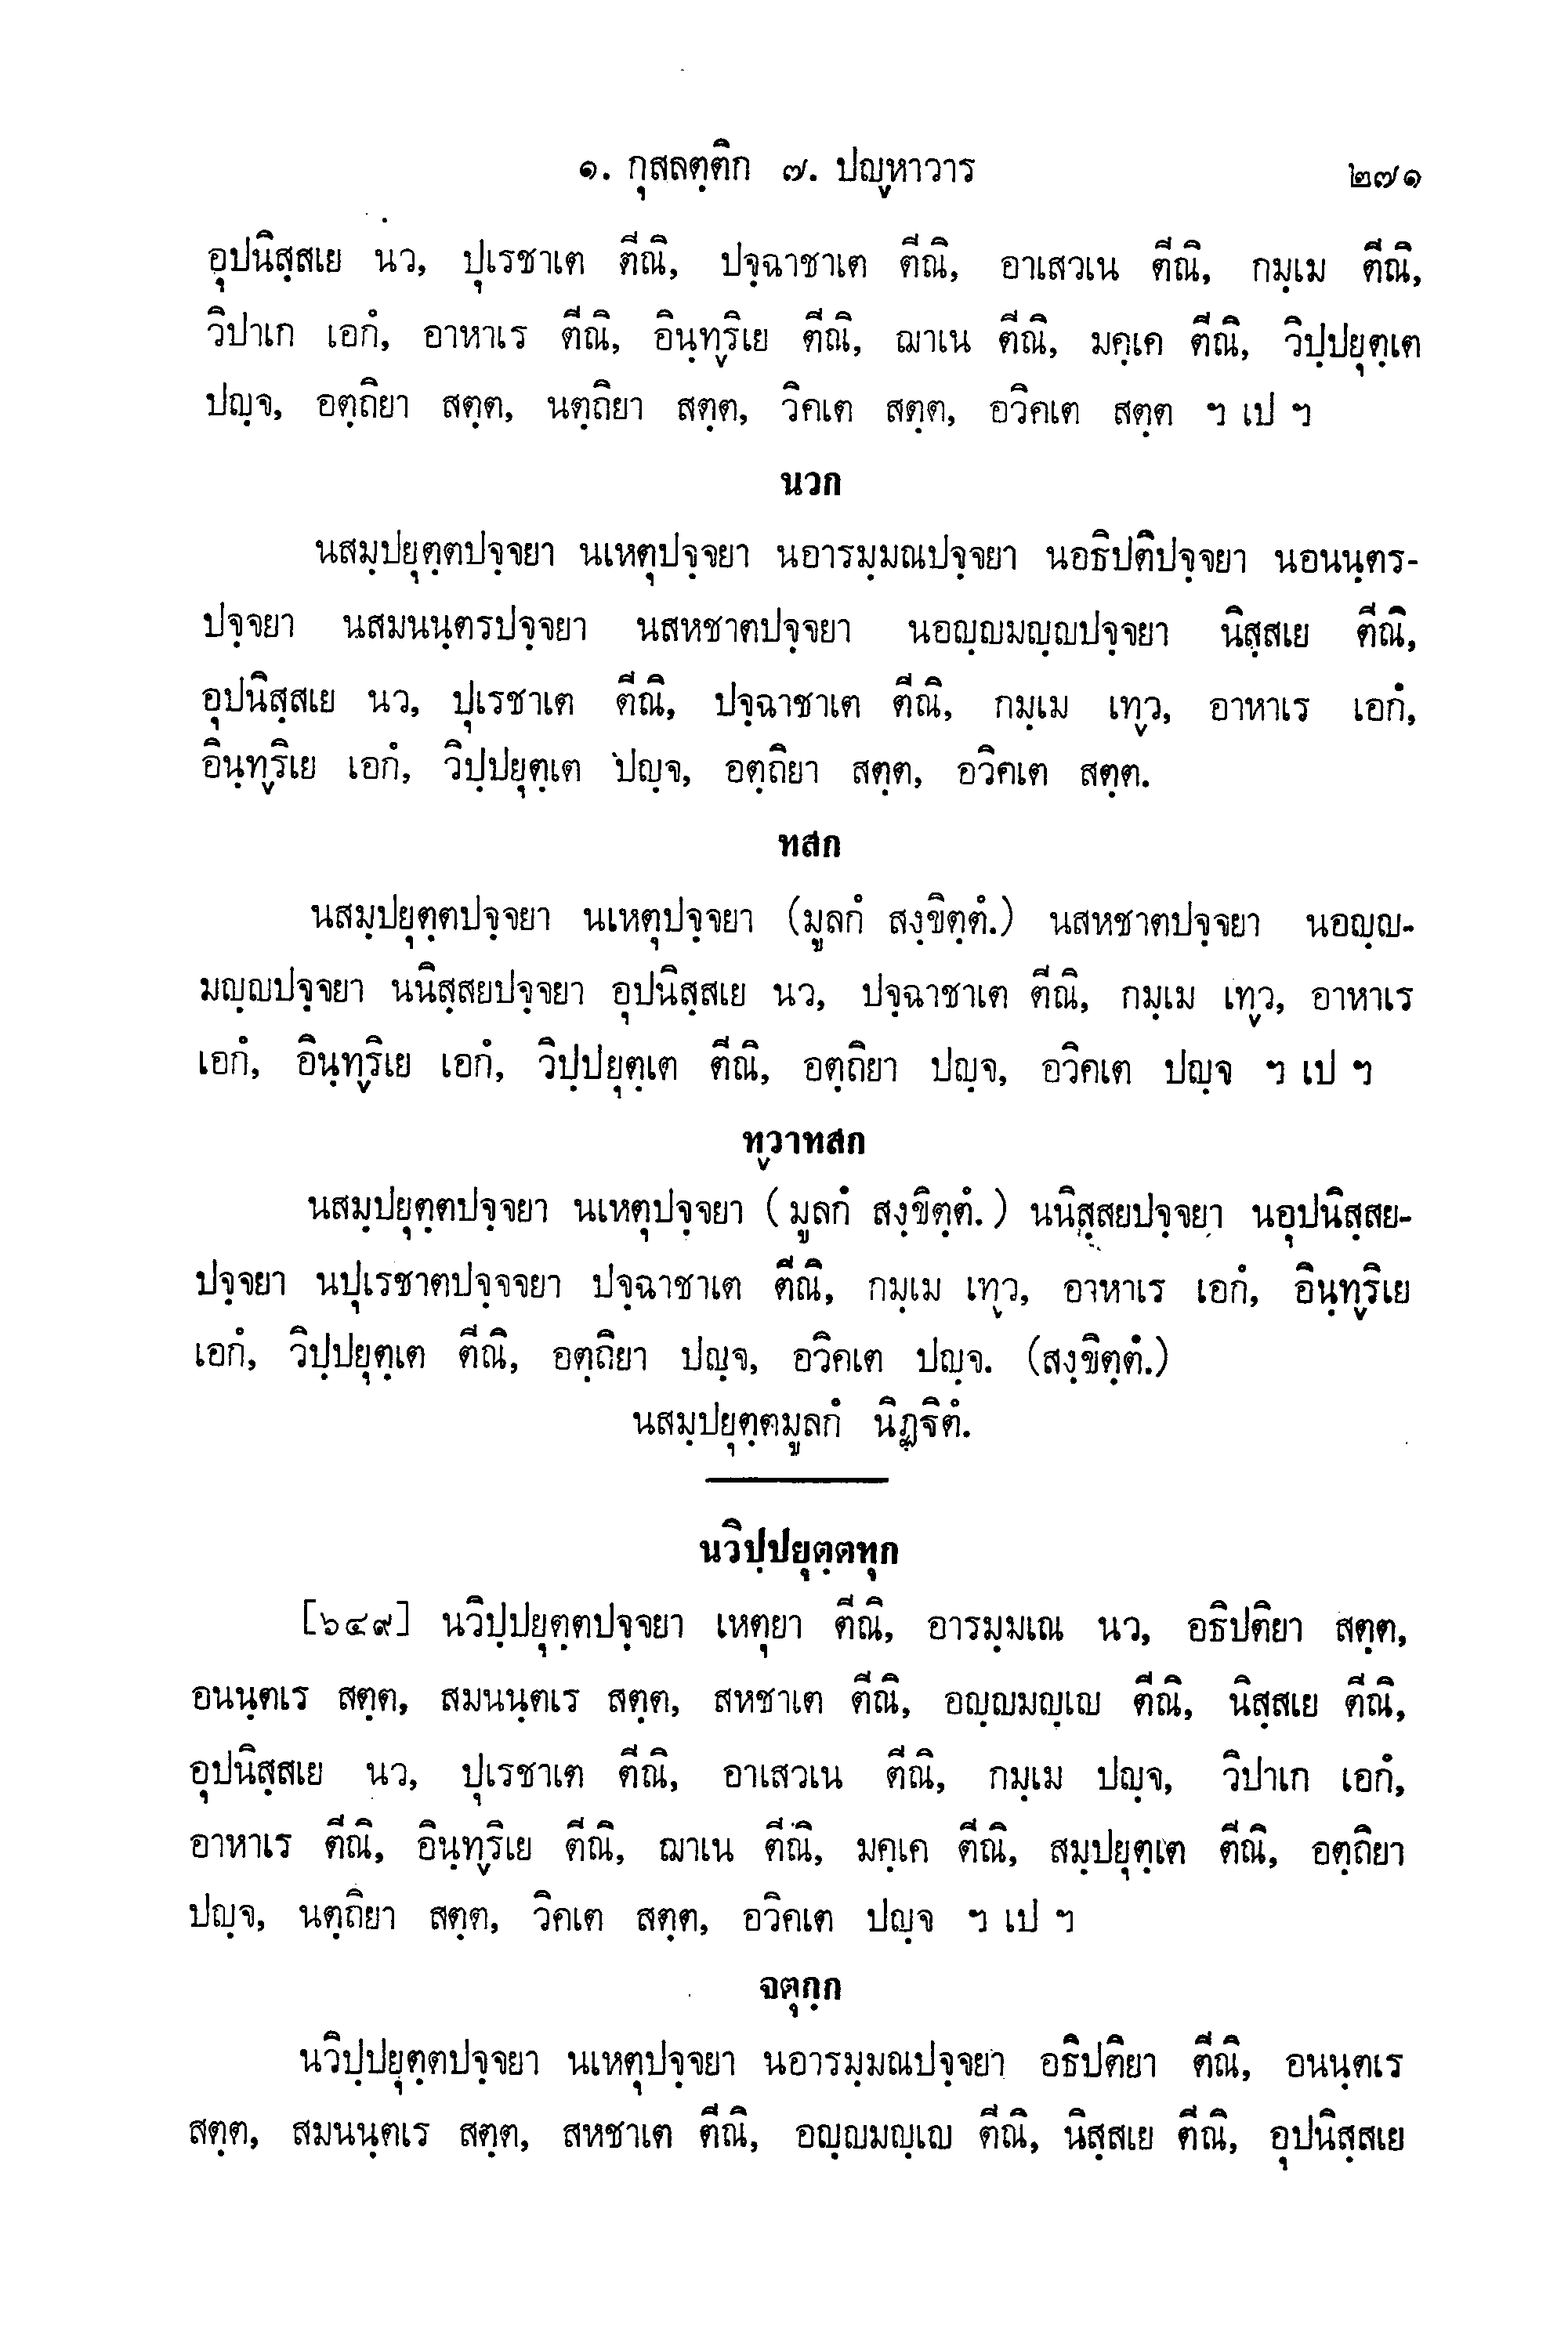 ๑. กุสลตฺติก ๗. ปญฺหาวาร ๒๗๑
อุปนิสฺสเย นว, ปุเรชาเต ตีณิ, ปจฺฉาชาเต ตีณิ, อาเสวเน ตีณิ, กมฺเม ตีณิ,
วิปาเก เอกํ, อาหาเร ตีณิ, อินฺทฺริเย ตีณิ, ฌาเน ตีณิ, มคฺเค ตีณิ, วิปฺปยุตฺเต
ปญฺจ, อตฺถิยา สตฺต, นตฺถิยา สตฺต, วิคเต สตฺต, อวิคเต สตฺต ฯ เป ฯ
นวก
นสมฺปยุตฺตปจฺจยา นเหตุปจฺจยา นอารมฺมณปจฺจยา นอธิปติปจฺจยา นอนนฺตร-
ปจฺจยา นสมนนฺตรปจฺจยา นสหชาตปจฺจยา นอญฺญมญฺญปจฺจยา นิสฺสเย ตีณิ,
อุปนิสฺสเย นว, ปุเรชาเต ตีณิ, ปจฺฉาชาเต ตีณิ, กมฺเม เทฺว, อาหาเร เอกํ,
อินฺทฺริเย เอกํ, วิปฺปยุตฺเต ปญฺจ, อตฺถิยา สตฺต, อวิคเต สตฺต.
ทสก
นสมฺปยุตฺตปจฺจยา นเหตุปจฺจยา (มูลกํ สงฺขิตฺตํ.) นสหชาตปจฺจยา นอญฺญ-
มญฺญปจฺจยา นนิสฺสยปจฺจยา อุปนิสฺสเย นว, ปจฺฉาชาเต ตีณิ, กมฺเม เทฺว, อาหาเร
เอกํ, อินฺทฺริเย เอกํ, วิปฺปยุตฺเต ตีณิ, อตฺถิยา ปญฺจ, อวิคเต ปญฺจ ฯ เป ฯ
ทฺวาทสก
นสมฺปยุตฺตปจฺจยา นเหตุปจฺจยา (มูลกํ สงฺขิตฺตํ.) นนิสฺสยปจฺจยา นอุปนิสฺสย-
ปจฺจยา นปุเรชาตปจฺจจยา ปจฺฉาชาเต ตีณิ, กมฺเม เทฺว, อาหาเร เอกํ, อินฺทฺริเย
เอกํ, วิปฺปยุตฺเต ตีณิ, อตฺถิยา ปญฺจ, อวิคเต ปญฺจ. (สงฺขิตฺตํ.)
นสมฺปยุตฺตมูลกํ นิฏฺฐิตํ.
นวิปฺปยุตฺตทุก
[๖๔๙] นวิปฺปยุตฺตปจฺจยา เหตุยา ตีณิ, อารมฺมเณ นว, อธิปติยา สตฺต,
อนนฺตเร สตฺต, สมนนฺตเร สตฺต, สหชาเต ตีณิ, อญฺญมญฺเญ ตีณิ, นิสฺสเย ตีณิ,
อุปนิสฺสเย นว, ปุเรชาเต ตีณิ, อาเสวเน ตีณิ, กมฺเม ปญฺจ, วิปาเก เอกํ,
อาหาเร ตีณิ, อินฺทฺริเย ตีณิ, ฌาเน ตีณิ, มคฺเค ตีณิ, สมฺปยุตฺเต ตีณิ, อตฺถิยา
ปญฺจ, นตฺถิยา สตฺต, วิคเต สตฺต, อวิคเต ปญฺจ ฯ เป ฯ
จตุกฺก
นวิปฺปยุตฺตปจฺจยา นเหตุปจฺจยา นอารมฺมณปจฺจยา อธิปติยา ตีณิ, อนนฺตเร
สตฺต, สมนนฺตเร สตฺต, สหชาเต ตีณิ, อญฺญมญฺเญ ตีณิ, นิสฺสเย ตีณิ, อุปนิสฺสเย